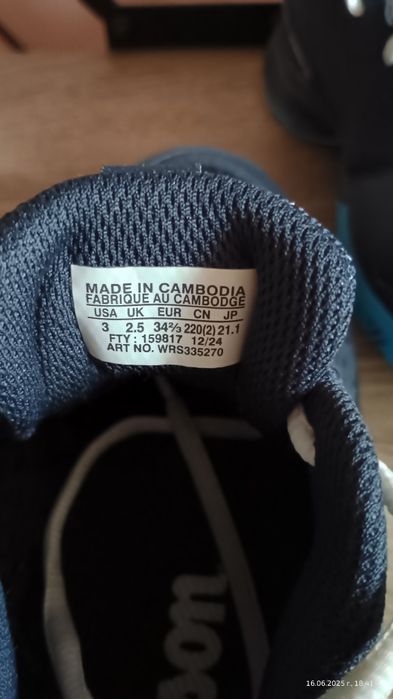 MADE IN CAMBODIA
FABRIQUE AU CAMBODGE
USA UK EUR CN JP
3 2.5 34⅔ 220(2) 21.1
FTY : 159817 12/24
ART NO. WRS335270
son
16.06.2025 г., 18:41